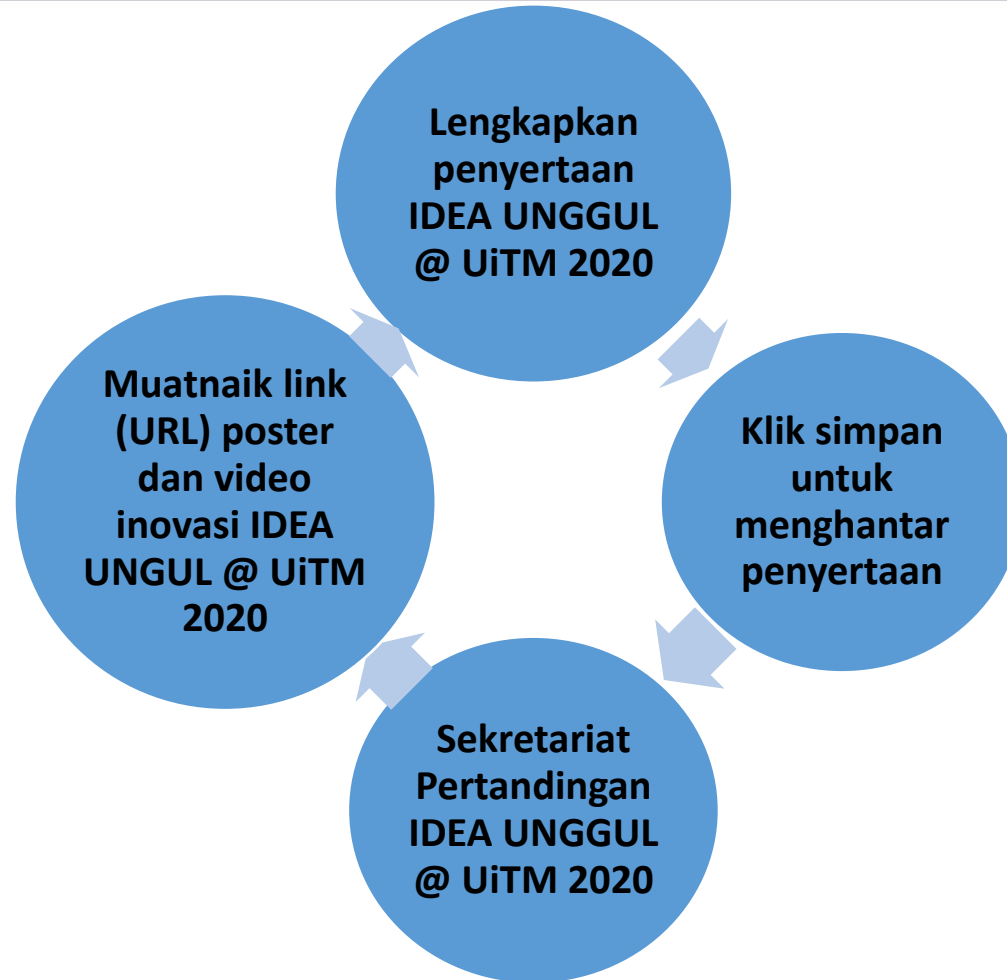 Lengkapkan
penyertaan
IDEA UNGGUL
@ UiTM 2020
Klik simpan
untuk
menghantar
penyertaan
Sekretariat
Pertandingan
IDEA UNGGUL
@ UiTM 2020
Muatnaik link
(URL) poster
dan video
inovasi IDEA
UNGUL @ UiTM
2020